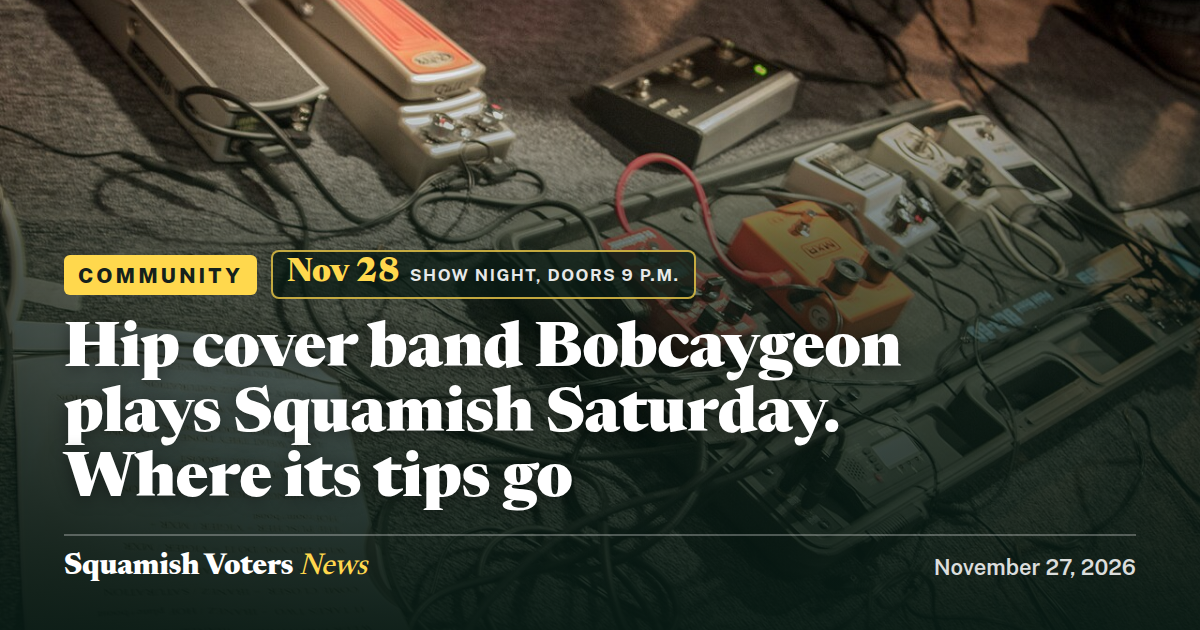 COMMUNITY
Nov 28 SHOW NIGHT, DOORS 9 P.M.
Hip cover band Bobcaygeon
plays Squamish Saturday.
Where its tips go
Squamish Voters News
November 27, 2026